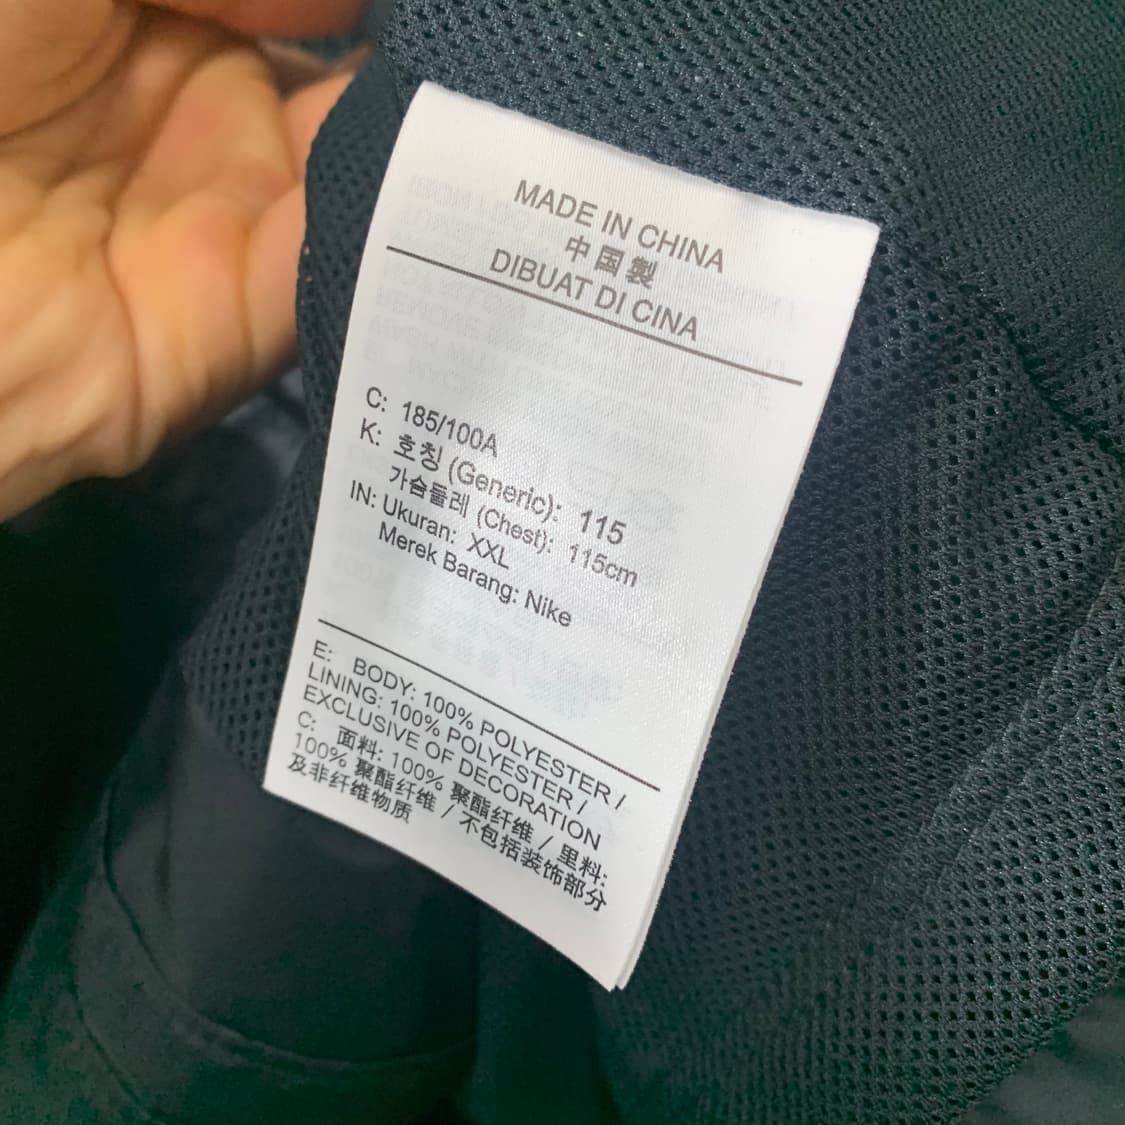 MADE IN CHINA
中国製
DIBUAT DI CINA
C: 185/100A
K: 호칭 (Generic): 115
가슴둘레 (Chest): 115cm
IN: Ukuran: XXL
Merek Barang: Nike
E: BODY: 100% POLYESTER /
LINING: 100% POLYESTER /
EXCLUSIVE OF DECORATION
C: 面料: 100% 聚酯纤维 / 里料:
100% 聚酯纤维 / 不包括装饰部分
及非纤维物质